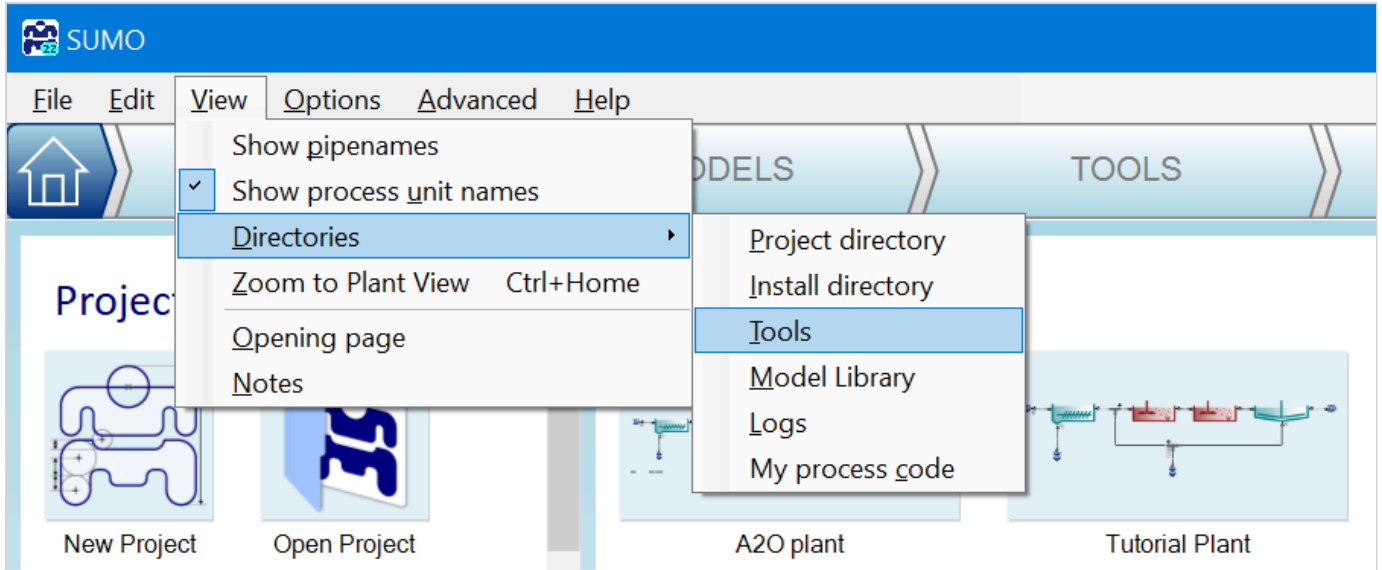 22 SUMO
File Edit View Options Advanced Help
Show pipenames
Show process unit names
Directories
Zoom to Plant View Ctrl+Home
Opening page
Notes
TOOLS
Project directory
Install directory
Tools
Model Library
Logs
My process code
New Project
Open Project
A2O plant
Tutorial Plant